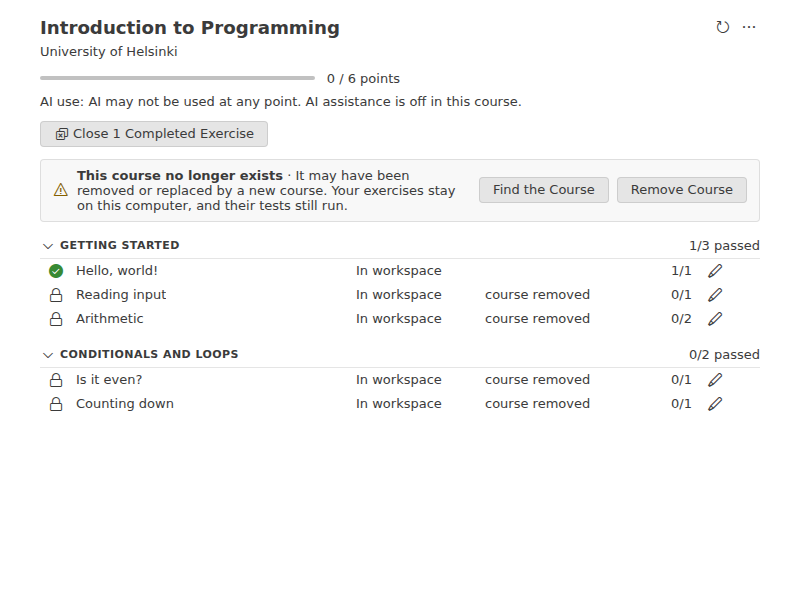 Introduction to Programming
University of Helsinki
0 / 6 points
AI use: AI may not be used at any point. AI assistance is off in this course.
Close 1 Completed Exercise
This course no longer exists · It may have been
removed or replaced by a new course. Your exercises stay
on this computer, and their tests still run.
Find the Course
Remove Course
GETTING STARTED 1/3 passed
Hello, world! In workspace 1/1
Reading input In workspace course removed 0/1
Arithmetic In workspace course removed 0/2
CONDITIONALS AND LOOPS 0/2 passed
Is it even? In workspace course removed 0/1
Counting down In workspace course removed 0/1